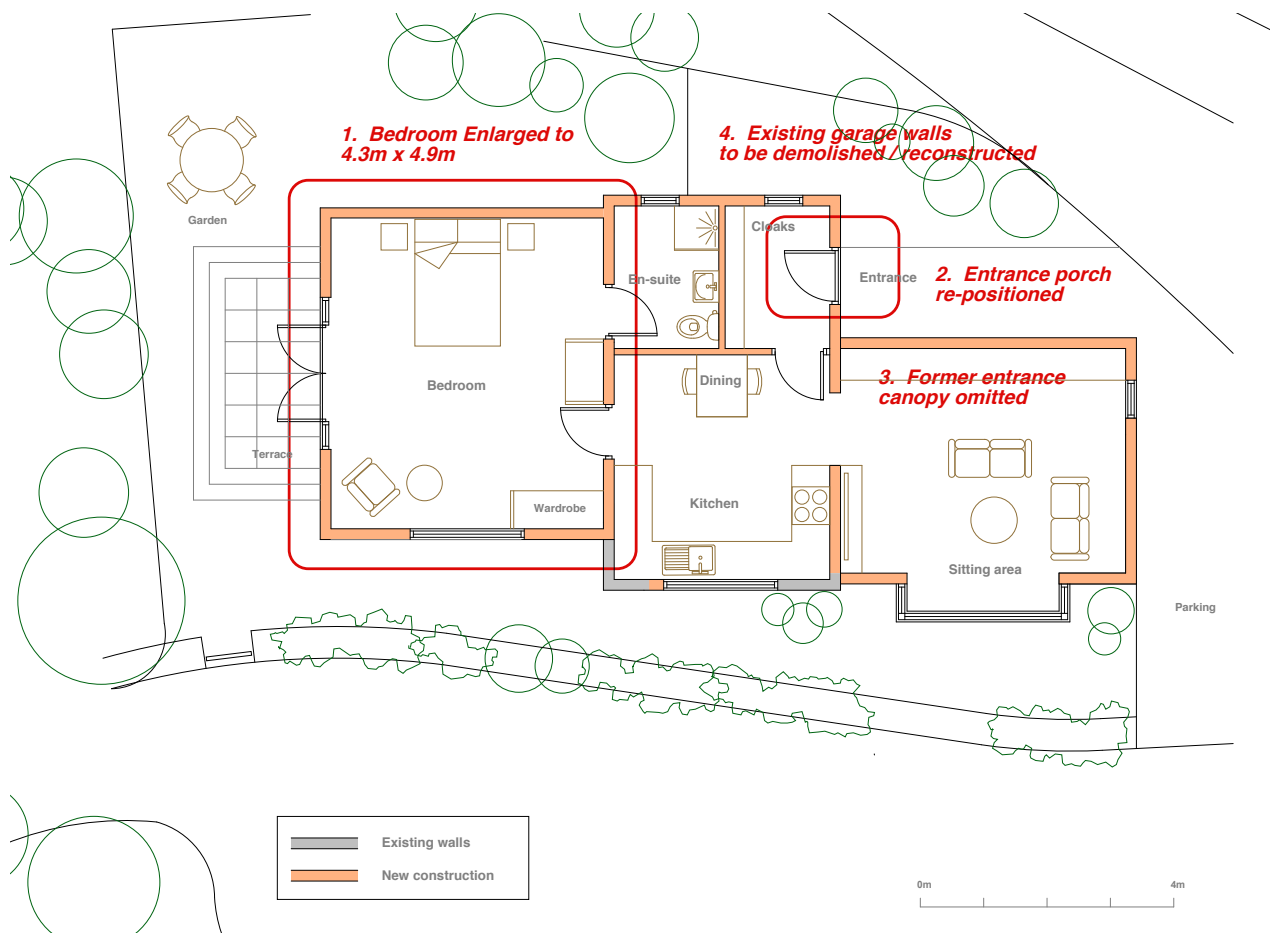 1. Bedroom Enlarged to
4.3m x 4.9m
4. Existing garage walls
to be demolished / reconstructed
Garden
Cloaks
En-suite
Entrance
2. Entrance porch
re-positioned
Bedroom
Dining
3. Former entrance
canopy omitted
Terrace
Wardrobe
Kitchen
Sitting area
Parking
Existing walls
New construction
0m
4m